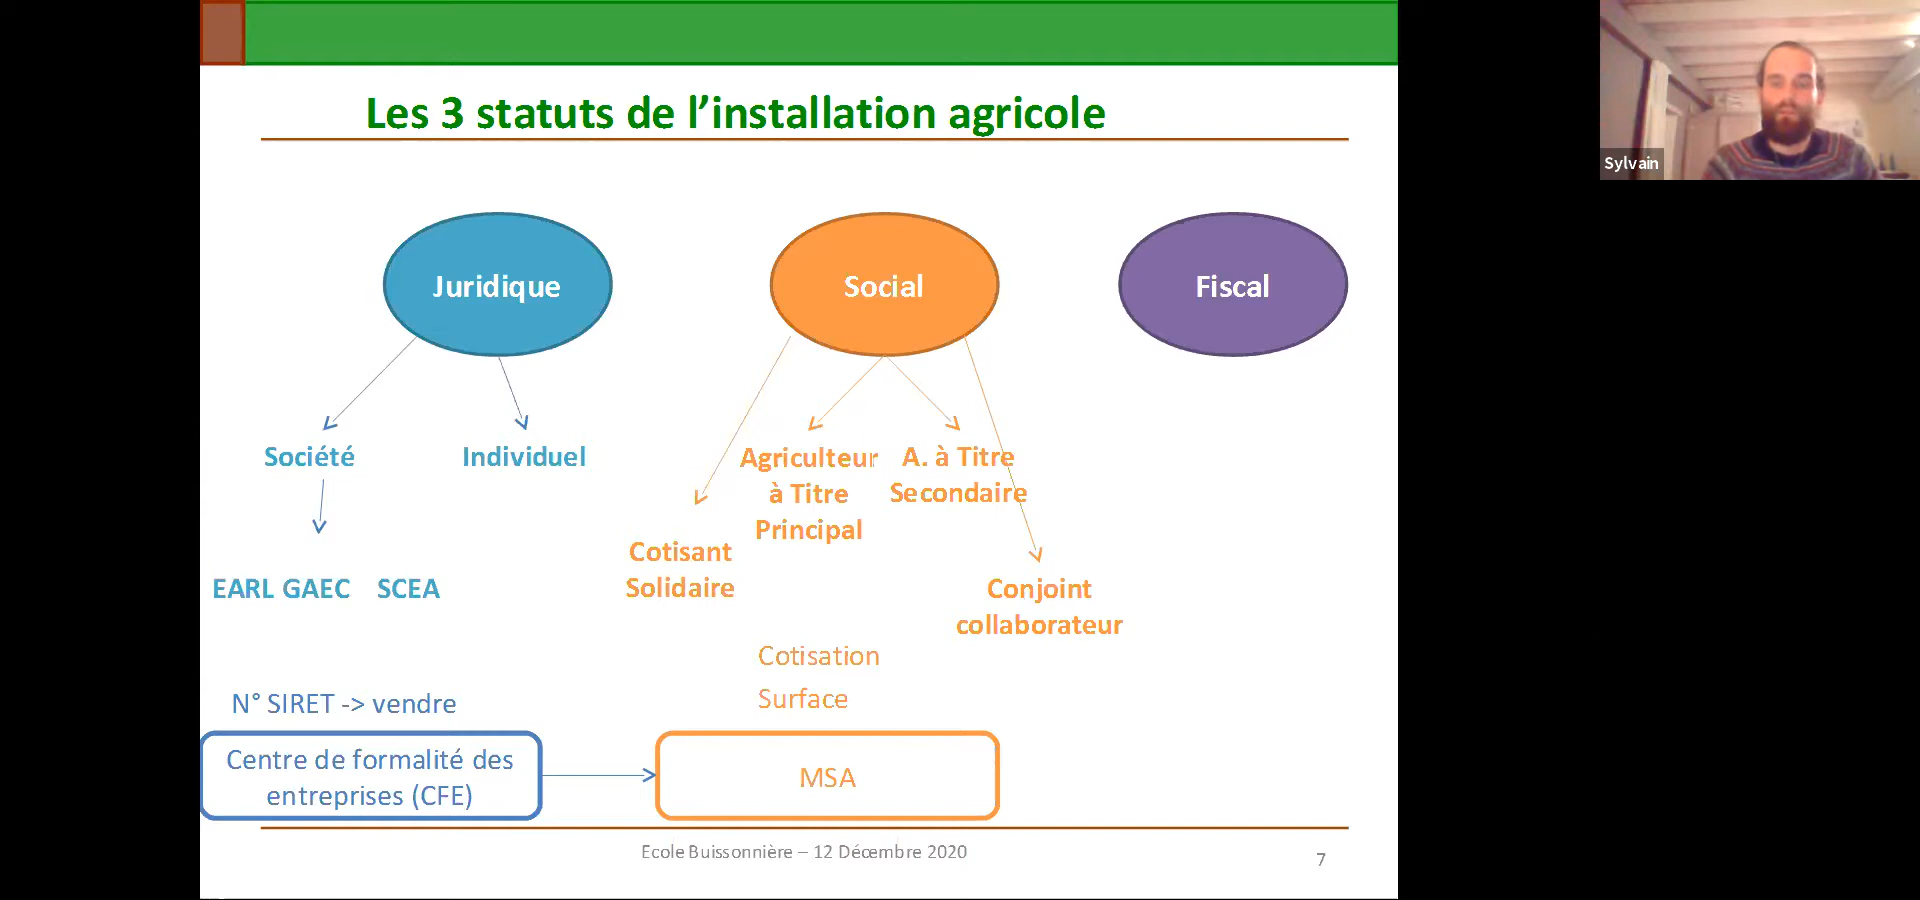 Les 3 statuts de l’installation agricole
Juridique
Social
Fiscal
Société
Individuel
Agriculteur
à Titre
Principal
A. à Titre
Secondaire
Cotisant
Solidaire
EARL GAEC SCEA
Conjoint
collaborateur
Cotisation
Surface
N° SIRET -> vendre
Centre de formalité des
entreprises (CFE)
MSA
Ecole Buissonnière – 12 Décembre 2020
7
Sylvain